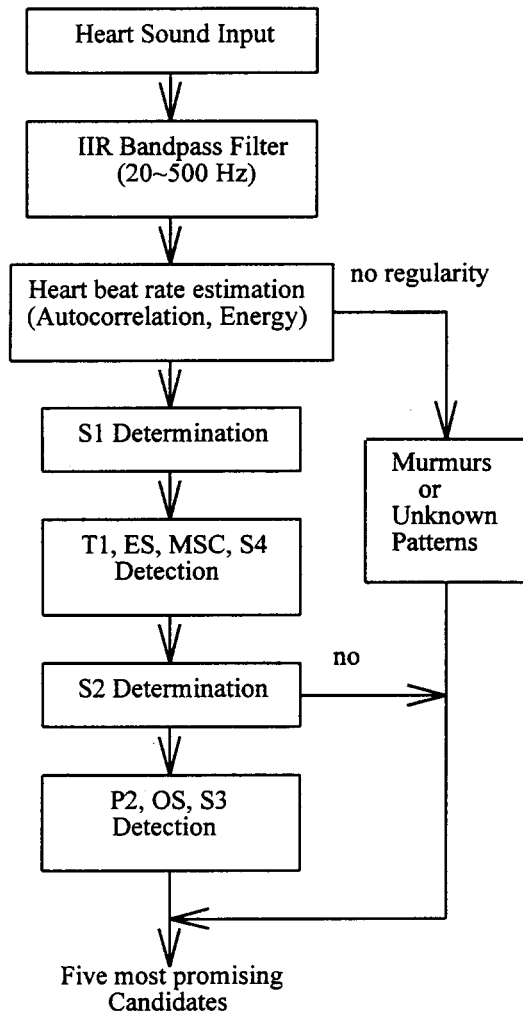 Heart Sound Input
IIR Bandpass Filter
(20~500 Hz)
Heart beat rate estimation
(Autocorrelation, Energy)
no regularity
S1 Determination
Murmurs
or
Unknown
Patterns
T1, ES, MSC, S4
Detection
S2 Determination
no
P2, OS, S3
Detection
Five most promising
Candidates